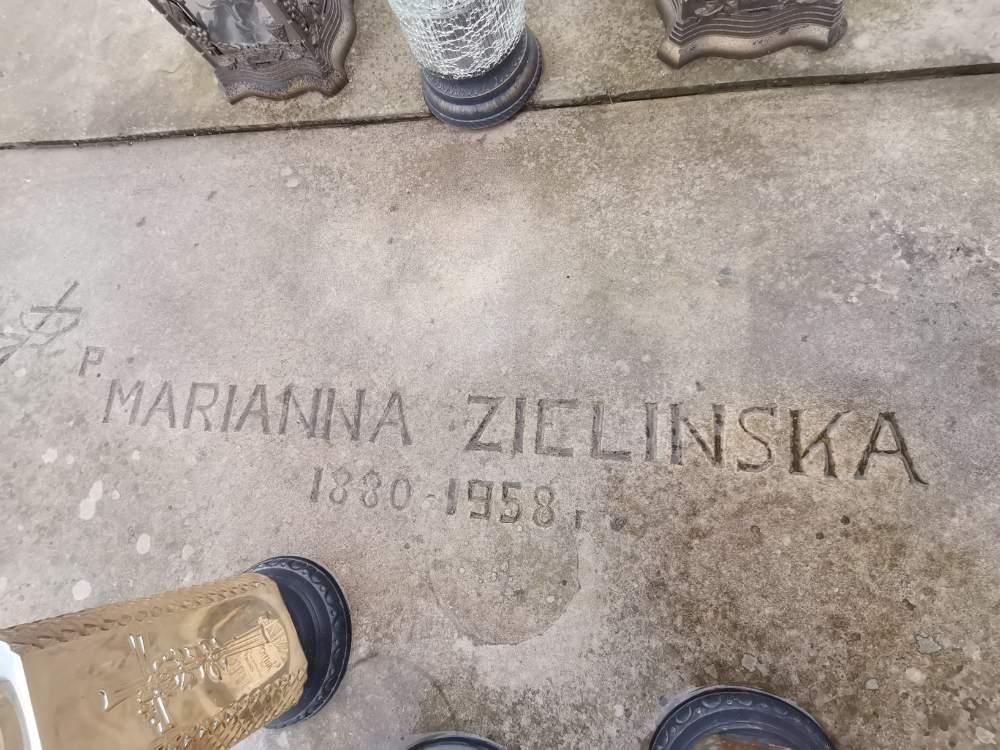 P.
MARIANNA ZIELINSKA
1880 - 1958 r.